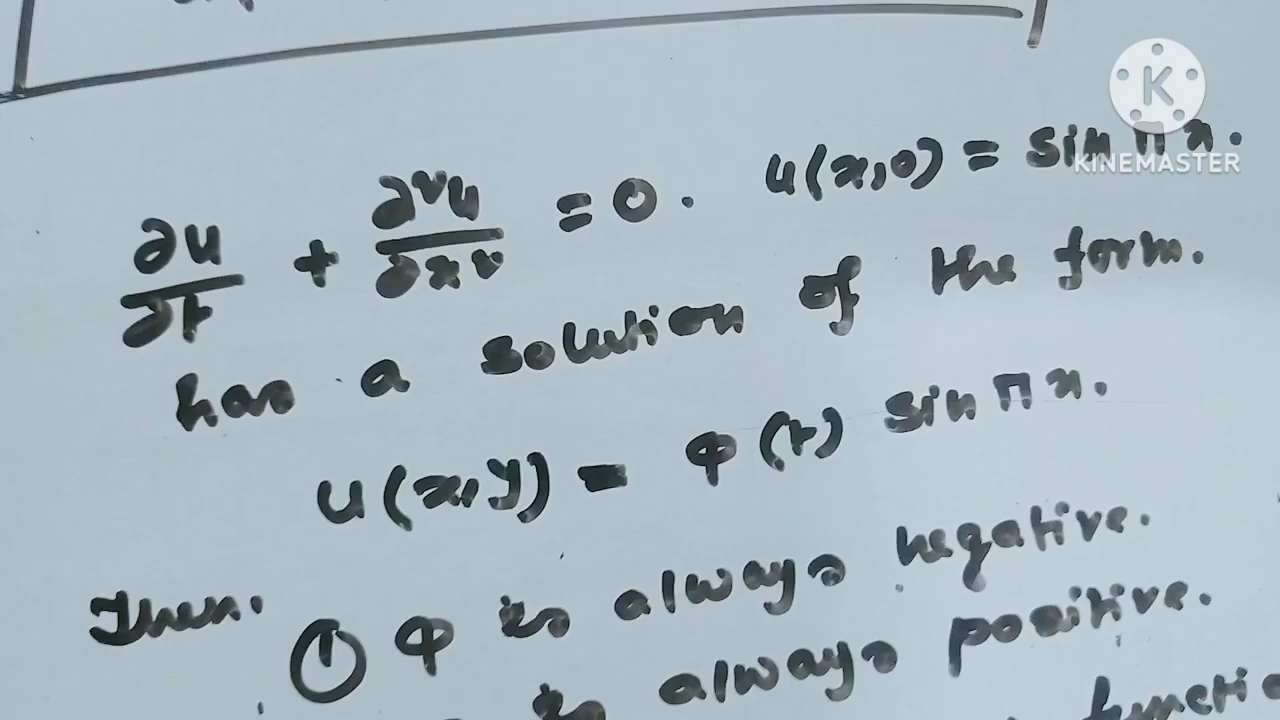 K
KINEMASTER
∂u/∂t + ∂²u/∂x² = 0. u(x,0) = sin πx.
has a solution of the form.
u(x,y) = φ(t) sin πx.
Then.
① φ is always negative.
is always positive.